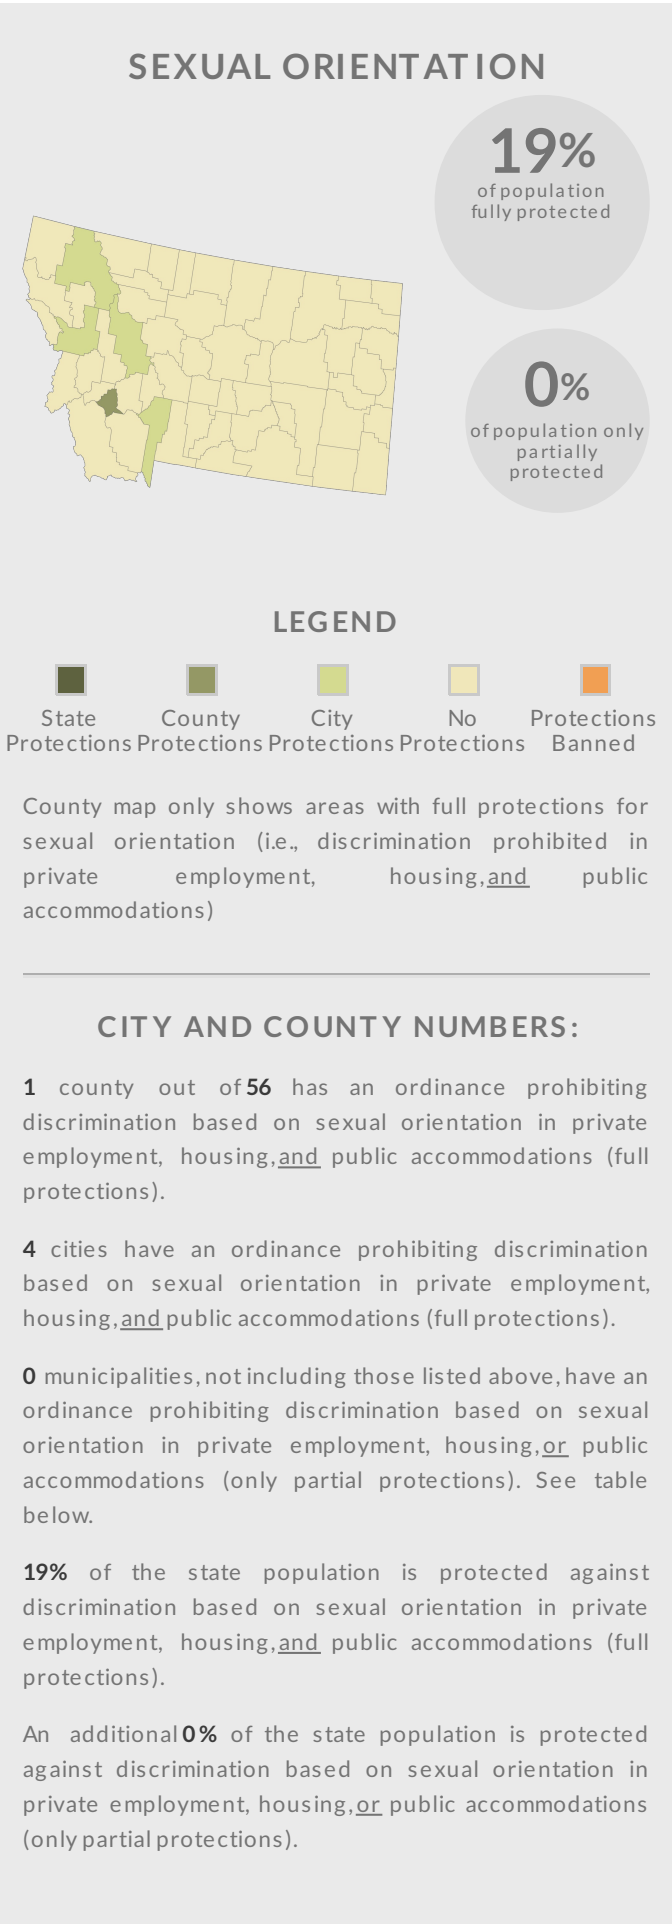 SEXUAL ORIENTATION
19%
of population
fully protected
0%
of population only
partially
protected
LEGEND
State
Protections
County
Protections
City
Protections
No
Protections
Protections
Banned
County map only shows areas with full protections for
sexual orientation (i.e., discrimination prohibited in
private employment, housing, and public
accommodations)
CITY AND COUNTY NUMBERS:
1 county out of 56 has an ordinance prohibiting
discrimination based on sexual orientation in private
employment, housing, and public accommodations (full
protections).
4 cities have an ordinance prohibiting discrimination
based on sexual orientation in private employment,
housing, and public accommodations (full protections).
0 municipalities, not including those listed above, have an
ordinance prohibiting discrimination based on sexual
orientation in private employment, housing, or public
accommodations (only partial protections). See table
below.
19% of the state population is protected against
discrimination based on sexual orientation in private
employment, housing, and public accommodations (full
protections).
An additional 0% of the state population is protected
against discrimination based on sexual orientation in
private employment, housing, or public accommodations
(only partial protections).